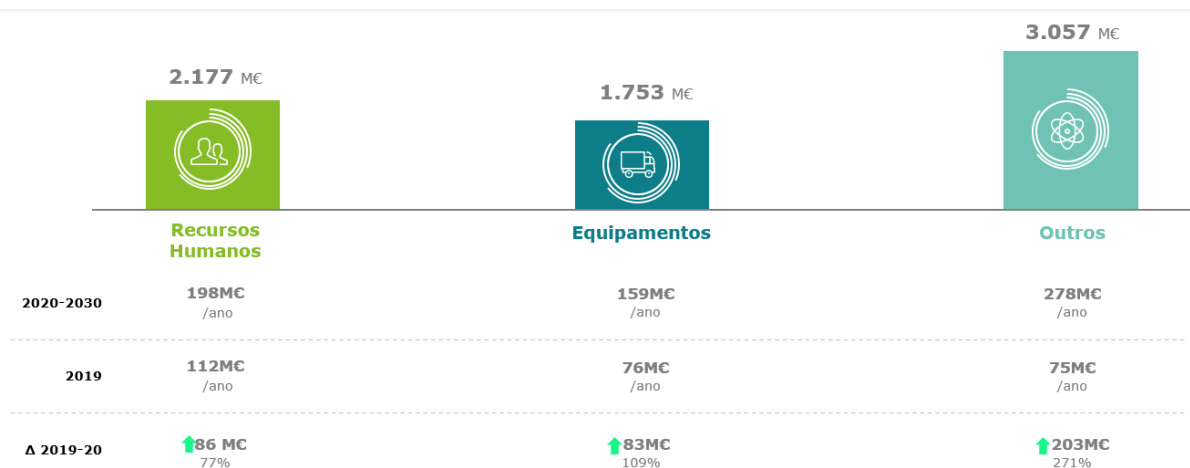 3.057 M€
2.177 M€
1.753 M€
Recursos
Humanos
Equipamentos
Outros
2020-2030
198M€
/ano
159M€
/ano
278M€
/ano
2019
112M€
/ano
76M€
/ano
75M€
/ano
Δ 2019-20
86 M€
77%
83M€
109%
203M€
271%